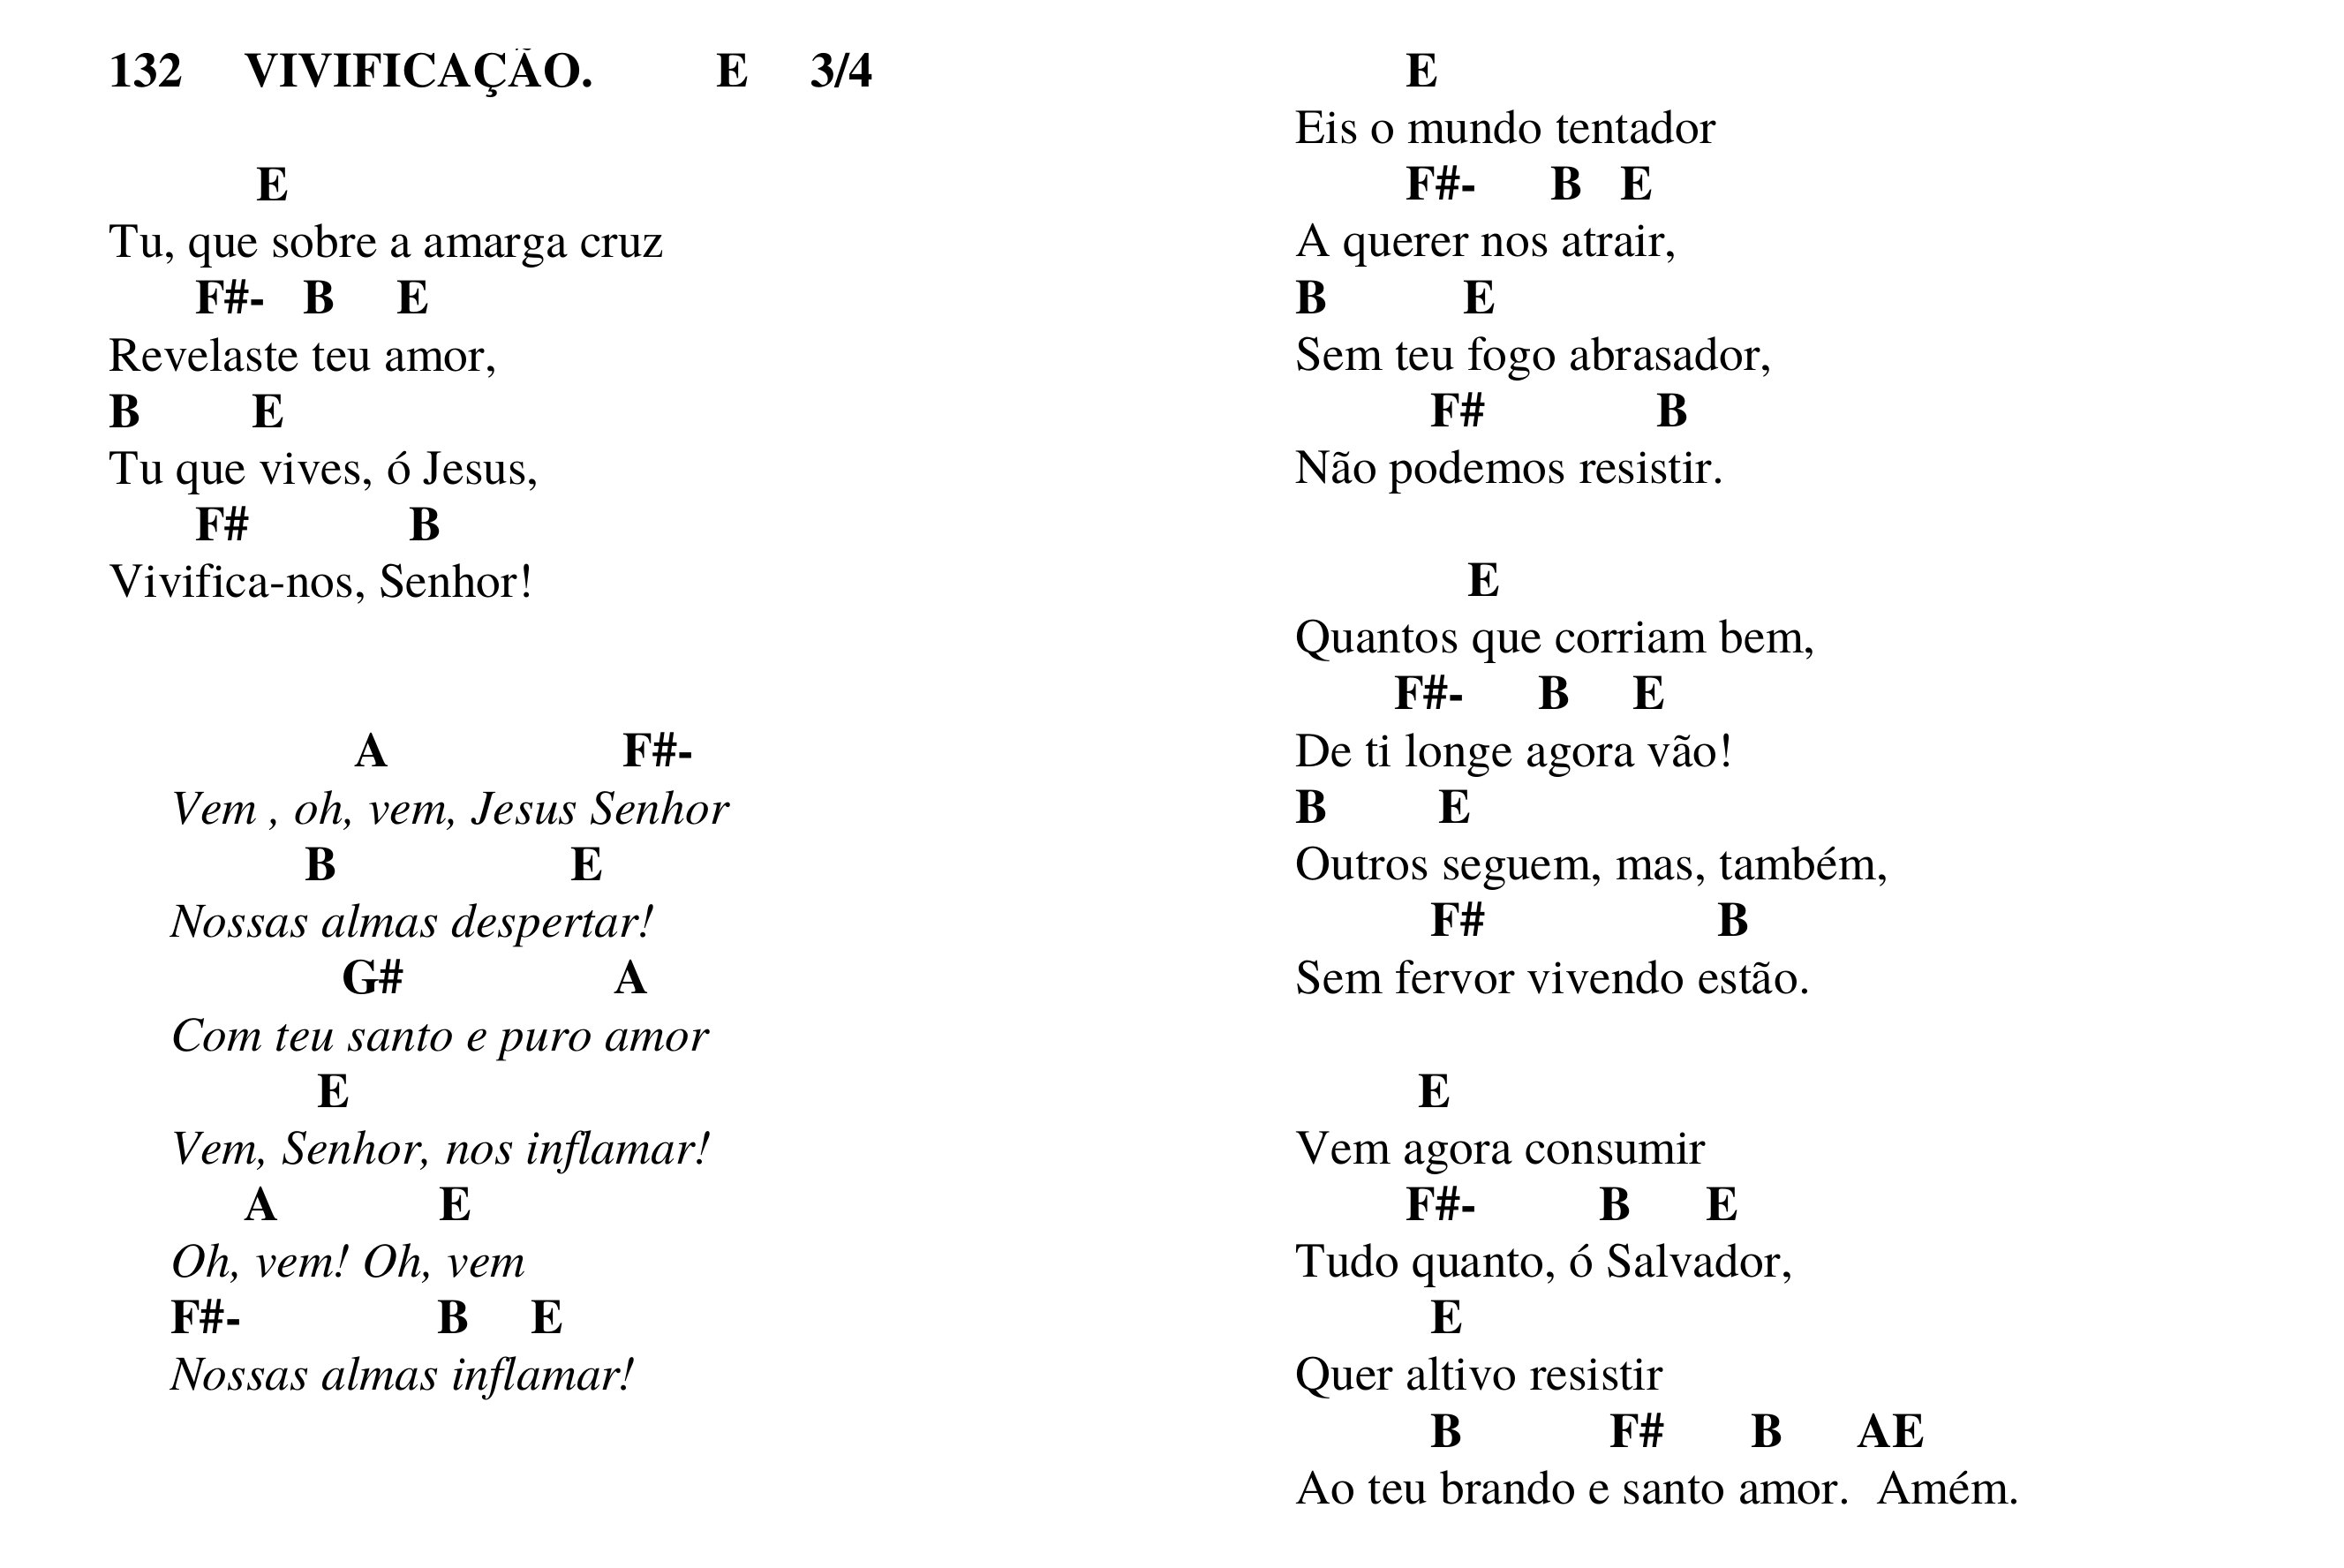 132 VIVIFICAÇÃO. E 3/4
E
Tu, que sobre a amarga cruz
F#- B E
Revelaste teu amor,
B E
Tu que vives, ó Jesus,
F# B
Vivifica-nos, Senhor!
A F#-
Vem , oh, vem, Jesus Senhor
B E
Nossas almas despertar!
G# A
Com teu santo e puro amor
E
Vem, Senhor, nos inflamar!
A E
Oh, vem! Oh, vem
F#- B E
Nossas almas inflamar!
E
Eis o mundo tentador
F#- B E
A querer nos atrair,
B E
Sem teu fogo abrasador,
F# B
Não podemos resistir.
E
Quantos que corriam bem,
F#- B E
De ti longe agora vão!
B E
Outros seguem, mas, também,
F# B
Sem fervor vivendo estão.
E
Vem agora consumir
F#- B E
Tudo quanto, ó Salvador,
E
Quer altivo resistir
B F# B AE
Ao teu brando e santo amor. Amém.